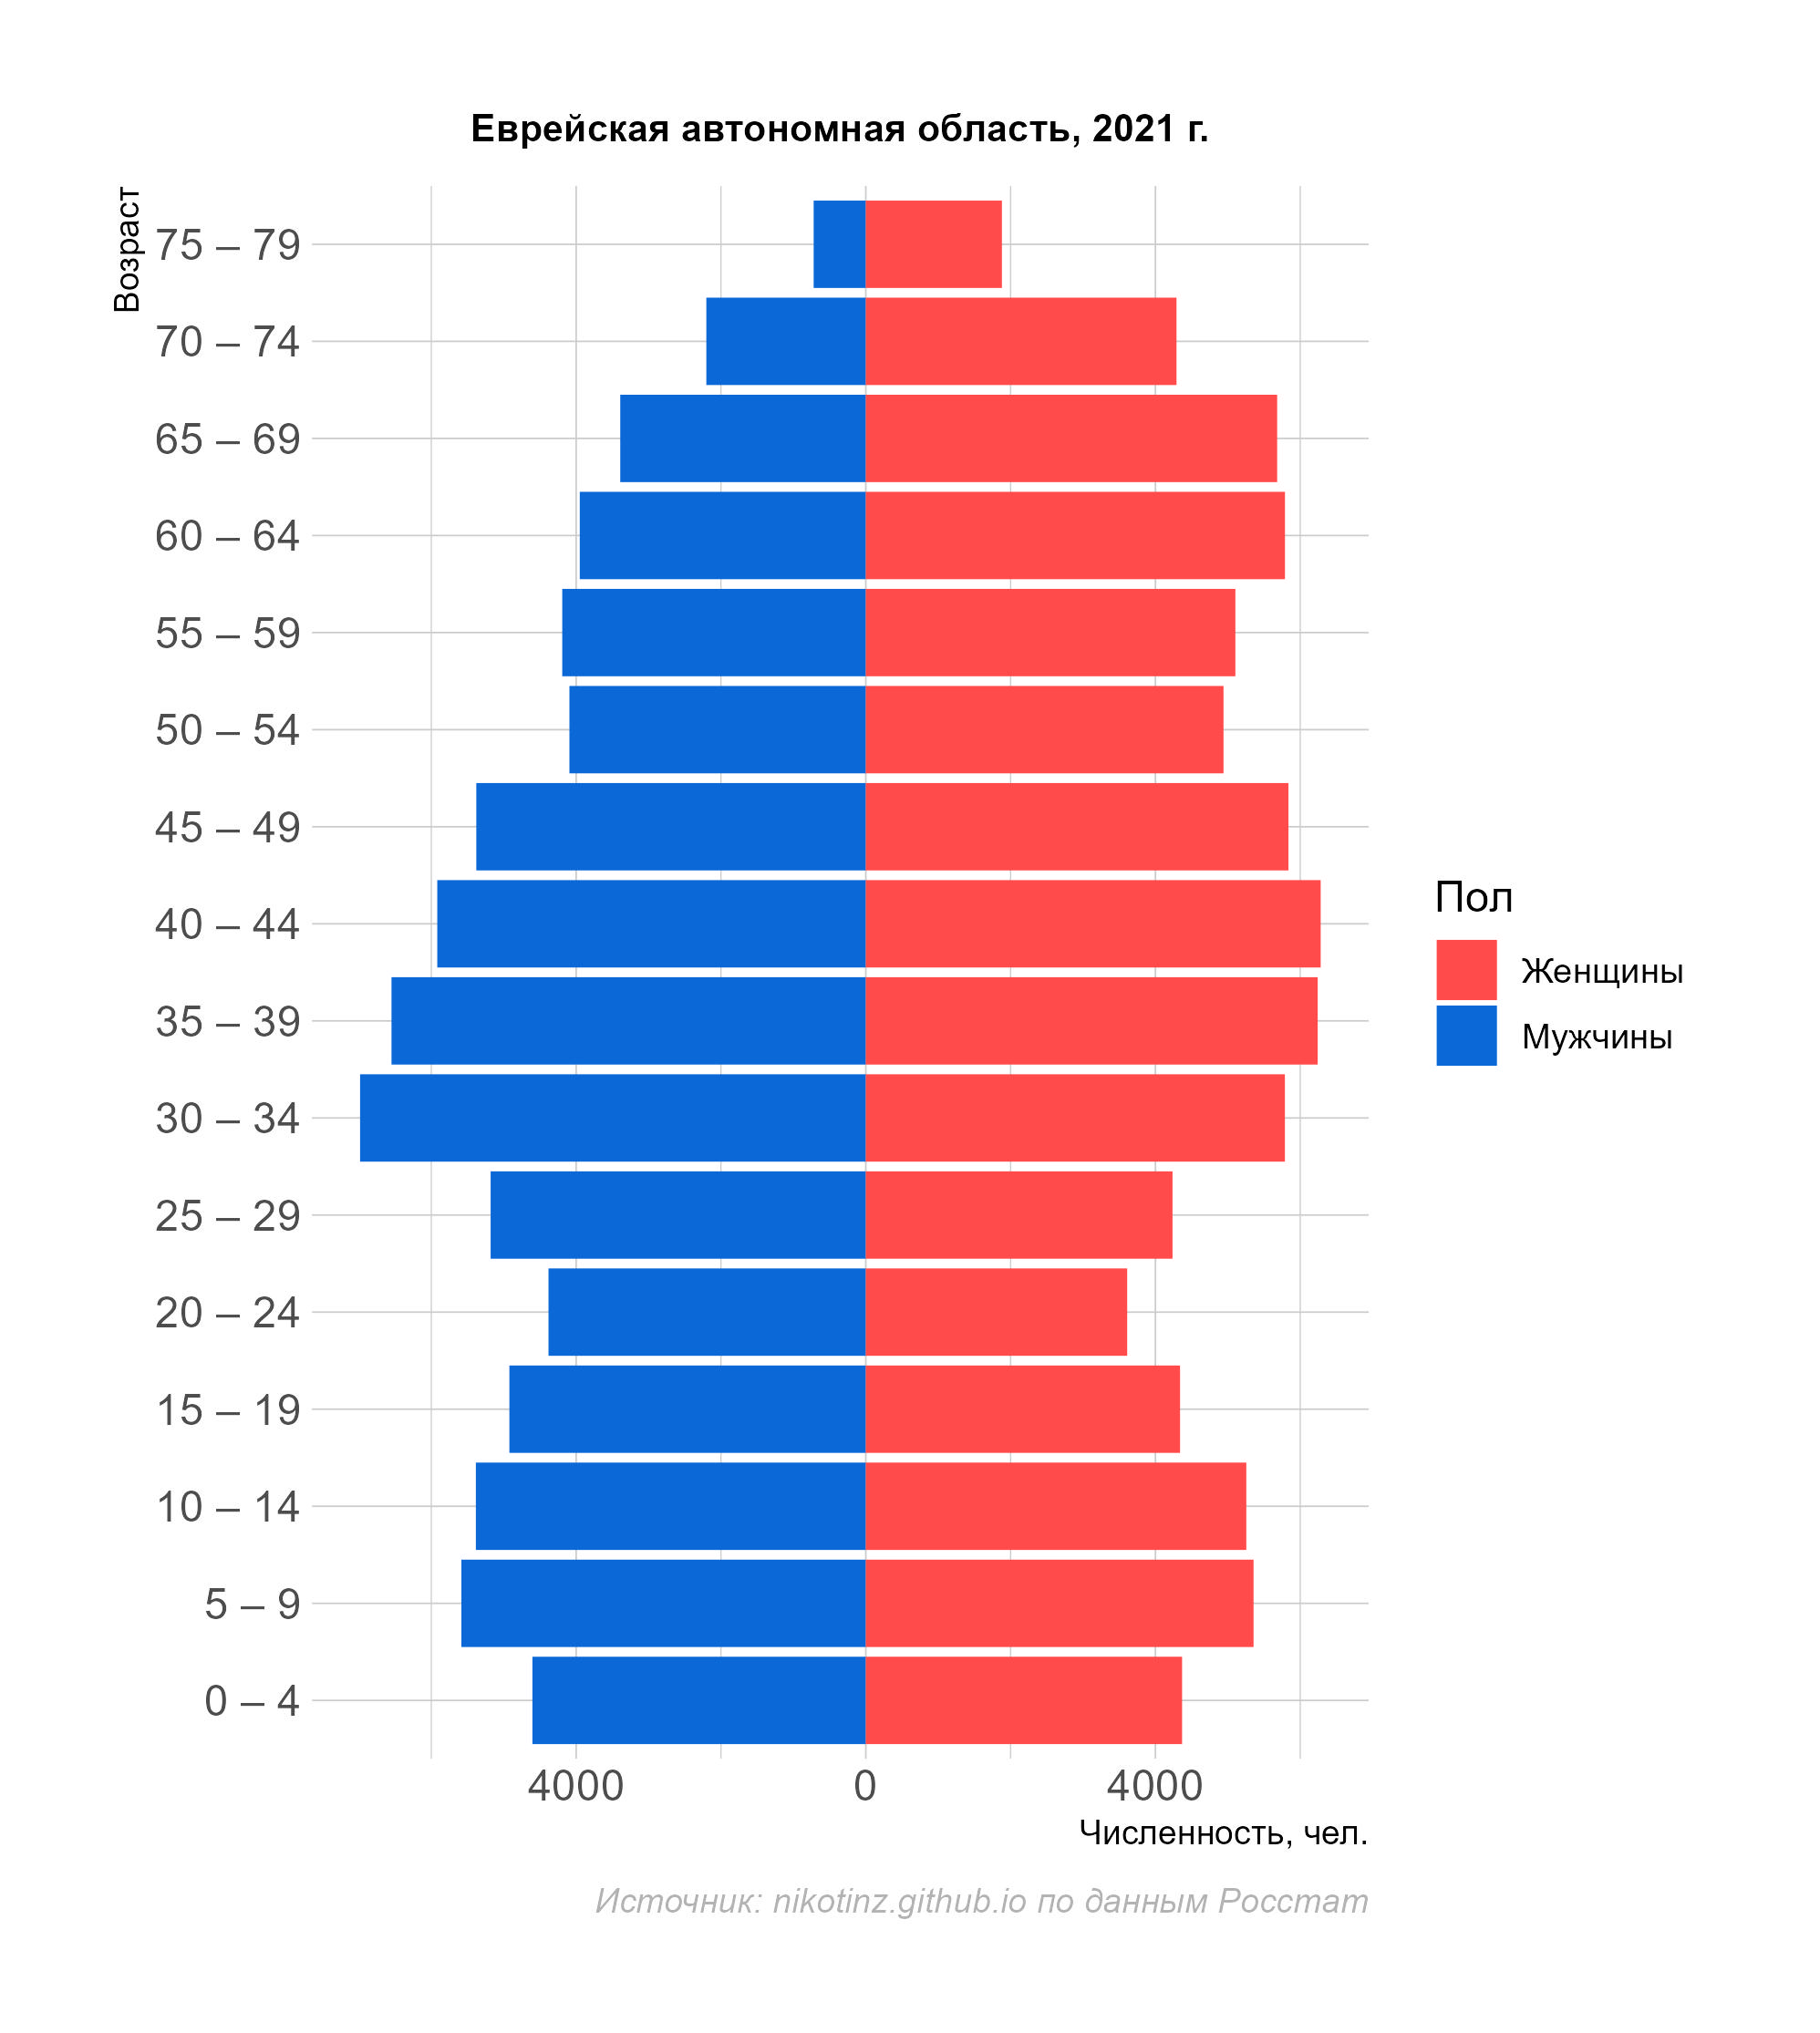 Еврейская автономная область, 2021 г.
Возраст
75 – 79
70 – 74
65 – 69
60 – 64
55 – 59
50 – 54
45 – 49
40 – 44
35 – 39
30 – 34
25 – 29
20 – 24
15 – 19
10 – 14
5 – 9
0 – 4
4000 0 4000
Численность, чел.
Пол
Женщины
Мужчины
Источник: nikotinz.github.io по данным Росстат